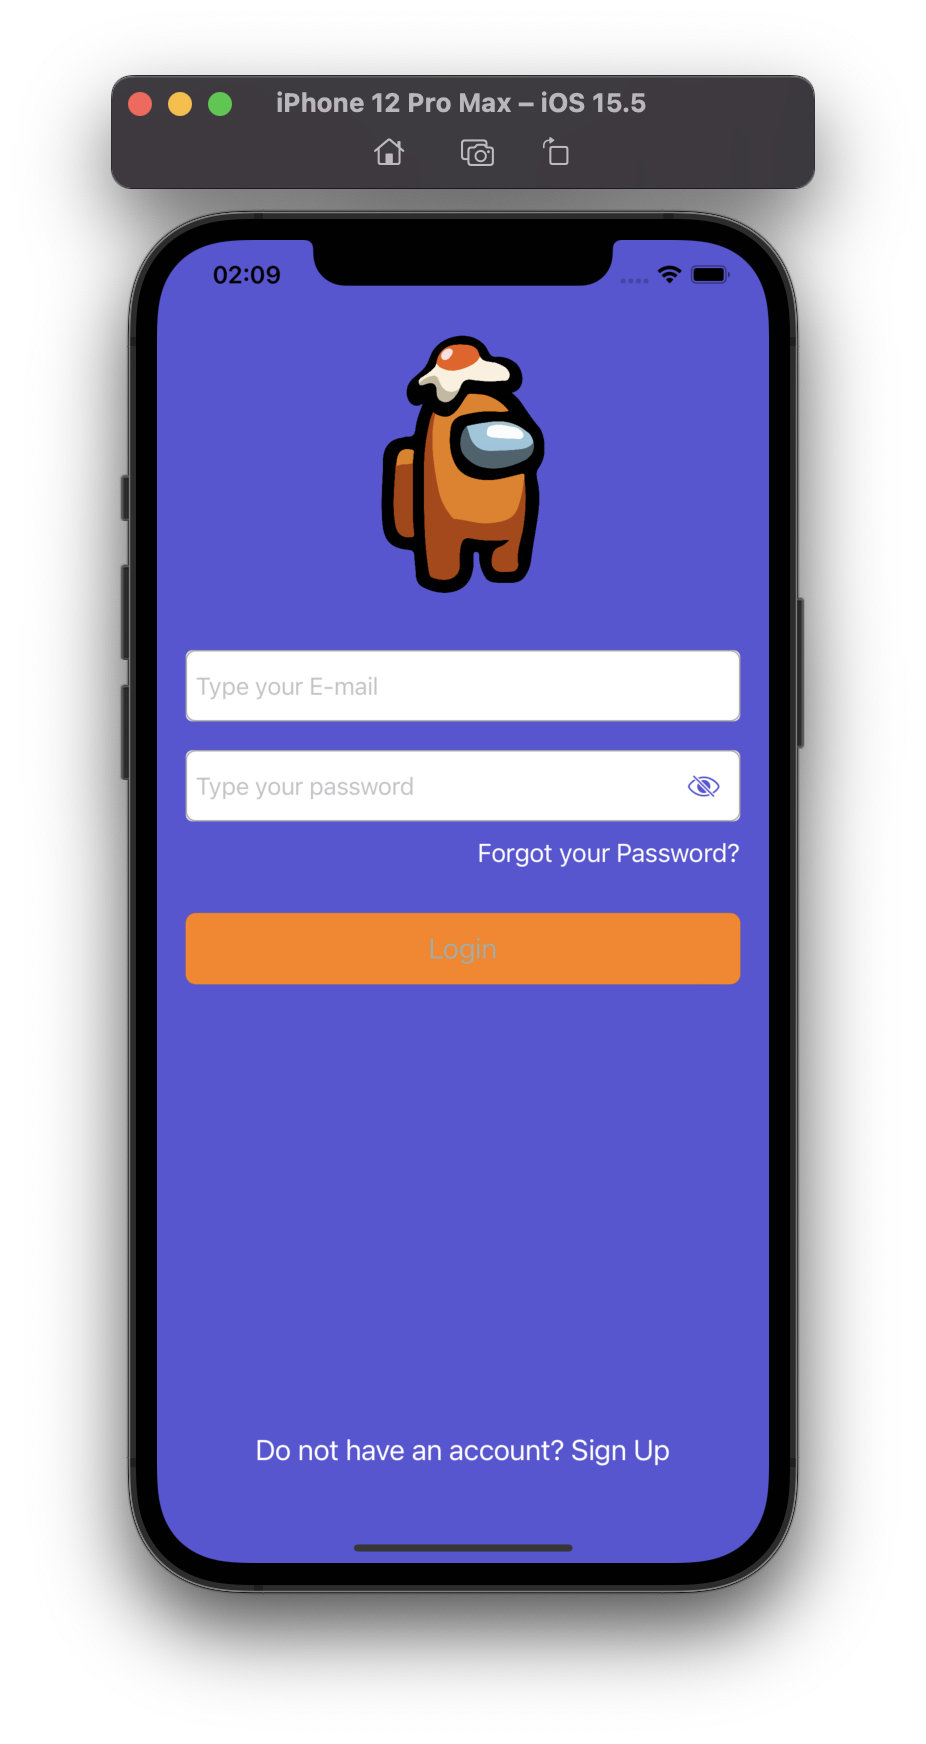 iPhone 12 Pro Max – iOS 15.5
02:09
Type your E-mail
Type your password
Forgot your Password?
Login
Do not have an account? Sign Up